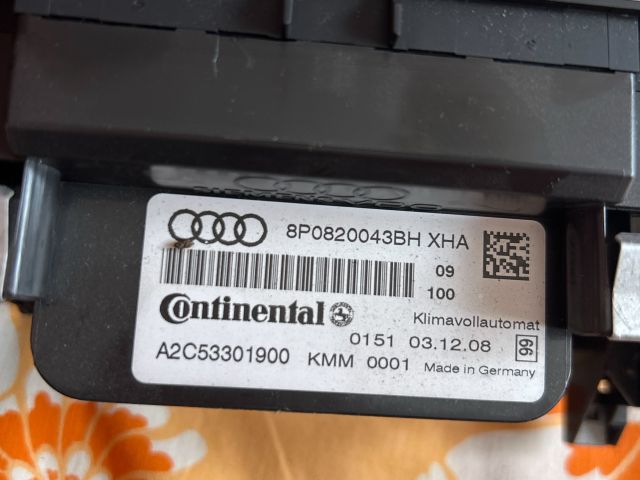 8P0820043BH XHA
09
100
Continental
Klimavollautomat
0151 03.12.08
A2C53301900 KMM 0001
Made in Germany